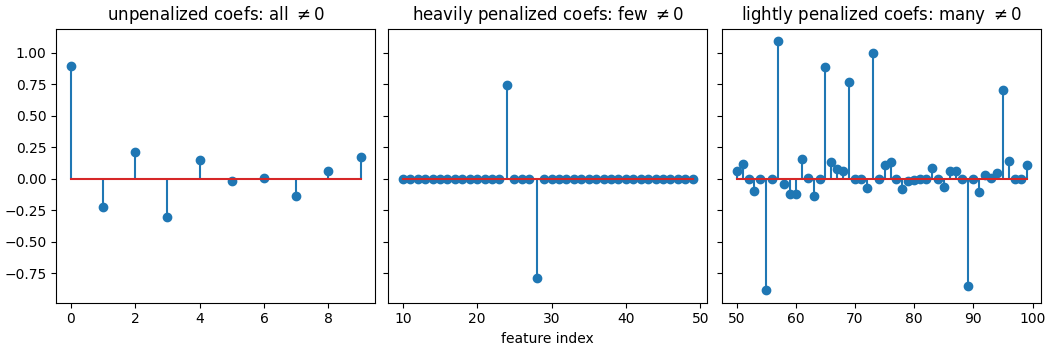 unpenalized coefs: all ≠0
heavily penalized coefs: few ≠0
lightly penalized coefs: many ≠0
1.00
0.75
0.50
0.25
0.00
−0.25
−0.50
−0.75
0 2 4 6 8
10 20 30 40 50
50 60 70 80 90 100
feature index